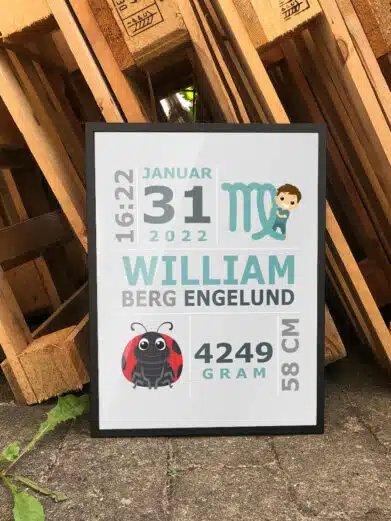 16:22
JANUAR
31
2022
WILLIAM
BERG ENGELUND
4249
GRAM
58 CM